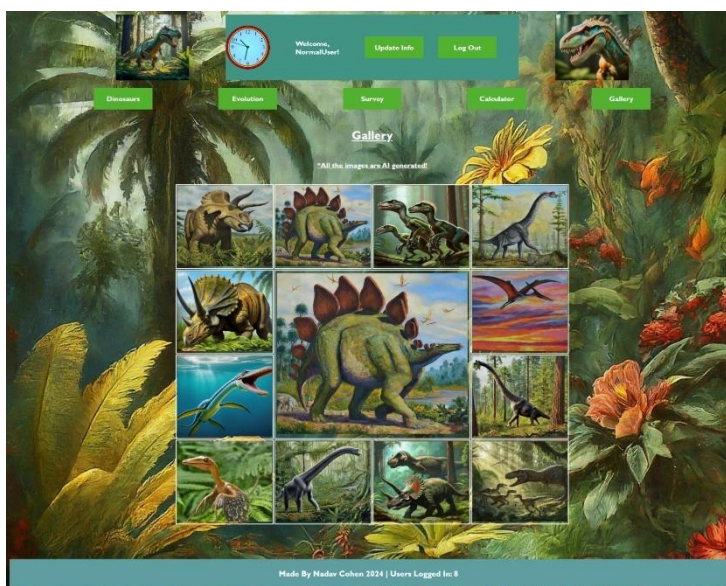 Welcome,
NormalUser!
Update Info
Log Out
Dinosaurs
Evolution
Survey
Calculator
Gallery
Gallery
*All the images are AI generated!
Made By Nadav Cohen 2024 | Users Logged In: 8